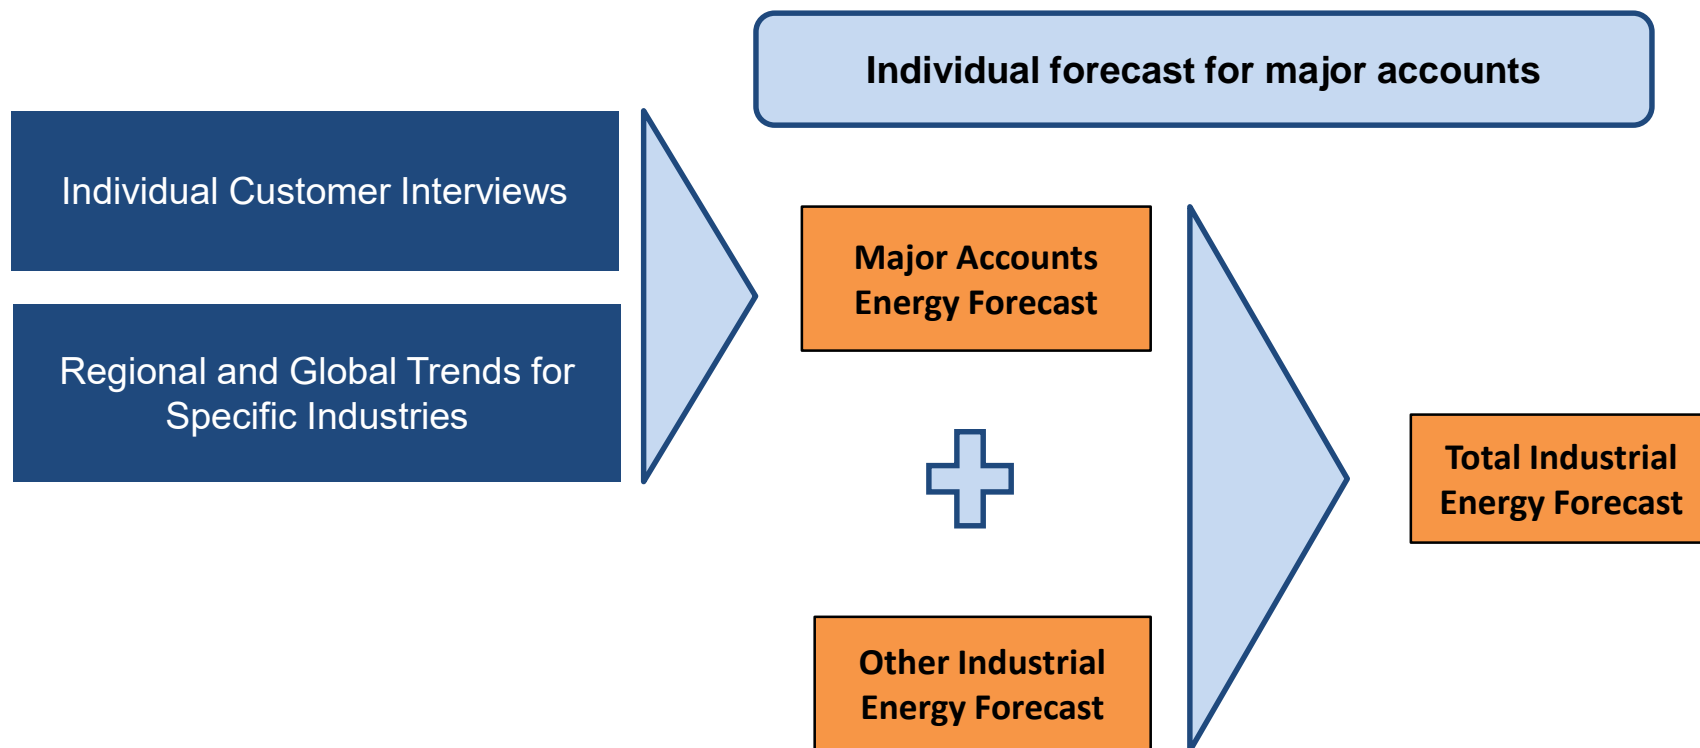 Individual forecast for major accounts
Individual Customer Interviews
Regional and Global Trends for
Specific Industries
Major Accounts
Energy Forecast
Total Industrial
Energy Forecast
Other Industrial
Energy Forecast